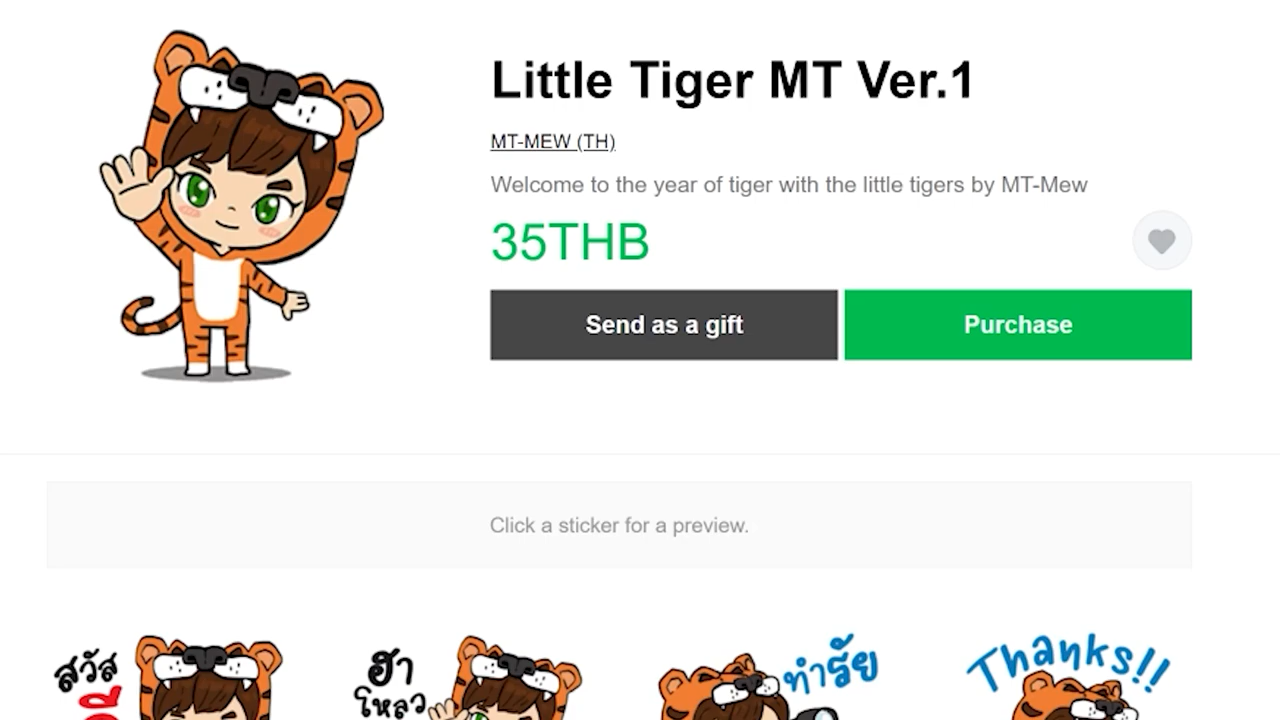 Little Tiger MT Ver.1
MT-MEW (TH)
Welcome to the year of tiger with the little tigers by MT-Mew
35THB
Send as a gift
Purchase
Click a sticker for a preview.
สวัส
ฮา
โหลว
ทำรัย
Thanks!!